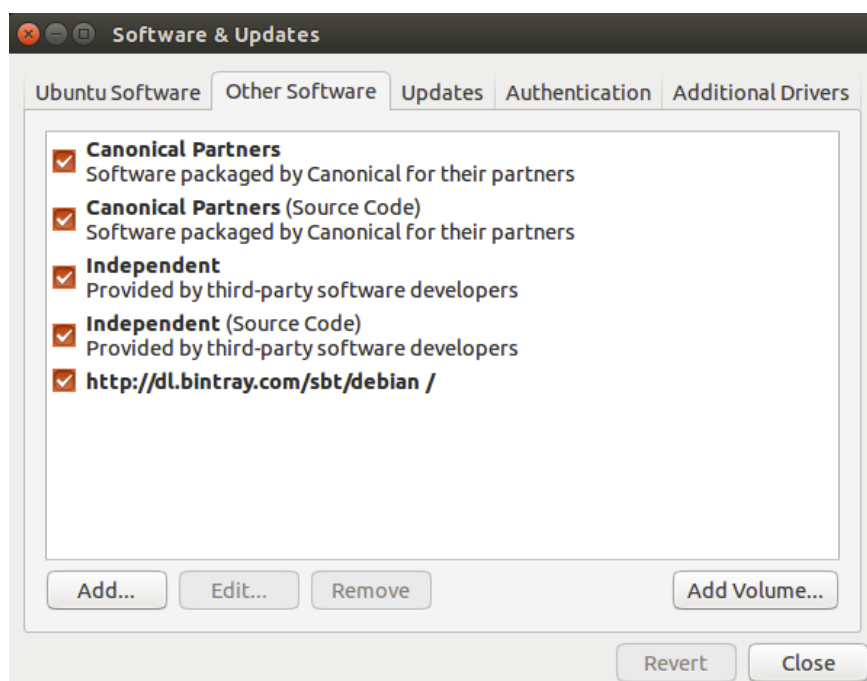 Software & Updates
Ubuntu Software Other Software Updates Authentication Additional Drivers
Canonical Partners
Software packaged by Canonical for their partners
Canonical Partners (Source Code)
Software packaged by Canonical for their partners
Independent
Provided by third-party software developers
Independent (Source Code)
Provided by third-party software developers
http://dl.bintray.com/sbt/debian /
Add... Edit... Remove Add Volume...
Revert Close